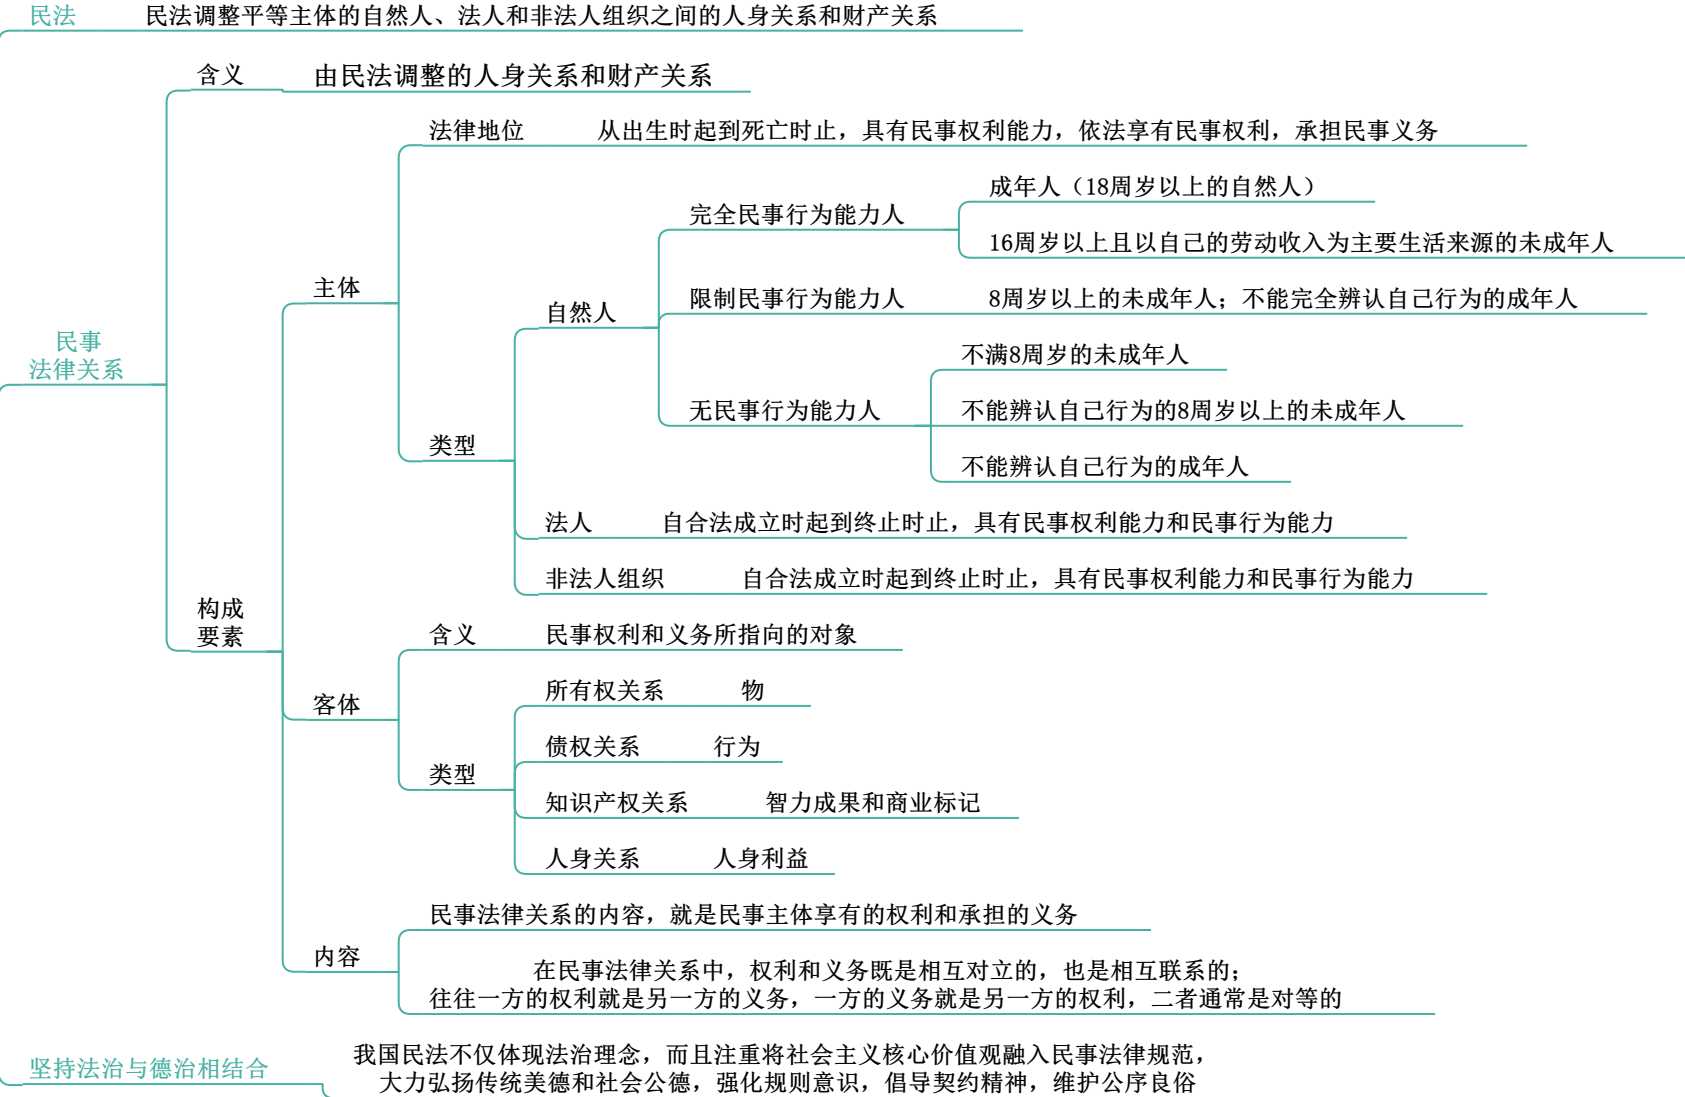 民法
民法调整平等主体的自然人、法人和非法人组织之间的人身关系和财产关系
民事
法律关系
含义
由民法调整的人身关系和财产关系
构成
要素
主体
法律地位
从出生时起到死亡时止，具有民事权利能力，依法享有民事权利，承担民事义务
类型
自然人
完全民事行为能力人
成年人（18周岁以上的自然人）
16周岁以上且以自己的劳动收入为主要生活来源的未成年人
限制民事行为能力人
8周岁以上的未成年人；不能完全辨认自己行为的成年人
无民事行为能力人
不满8周岁的未成年人
不能辨认自己行为的8周岁以上的未成年人
不能辨认自己行为的成年人
法人
自合法成立时起到终止时止，具有民事权利能力和民事行为能力
非法人组织
自合法成立时起到终止时止，具有民事权利能力和民事行为能力
客体
含义
民事权利和义务所指向的对象
类型
所有权关系
物
债权关系
行为
知识产权关系
智力成果和商业标记
人身关系
人身利益
内容
民事法律关系的内容，就是民事主体享有的权利和承担的义务
在民事法律关系中，权利和义务既是相互对立的，也是相互联系的；
往往一方的权利就是另一方的义务，一方的义务就是另一方的权利，二者通常是对等的
坚持法治与德治相结合
我国民法不仅体现法治理念，而且注重将社会主义核心价值观融入民事法律规范，
大力弘扬传统美德和社会公德，强化规则意识，倡导契约精神，维护公序良俗